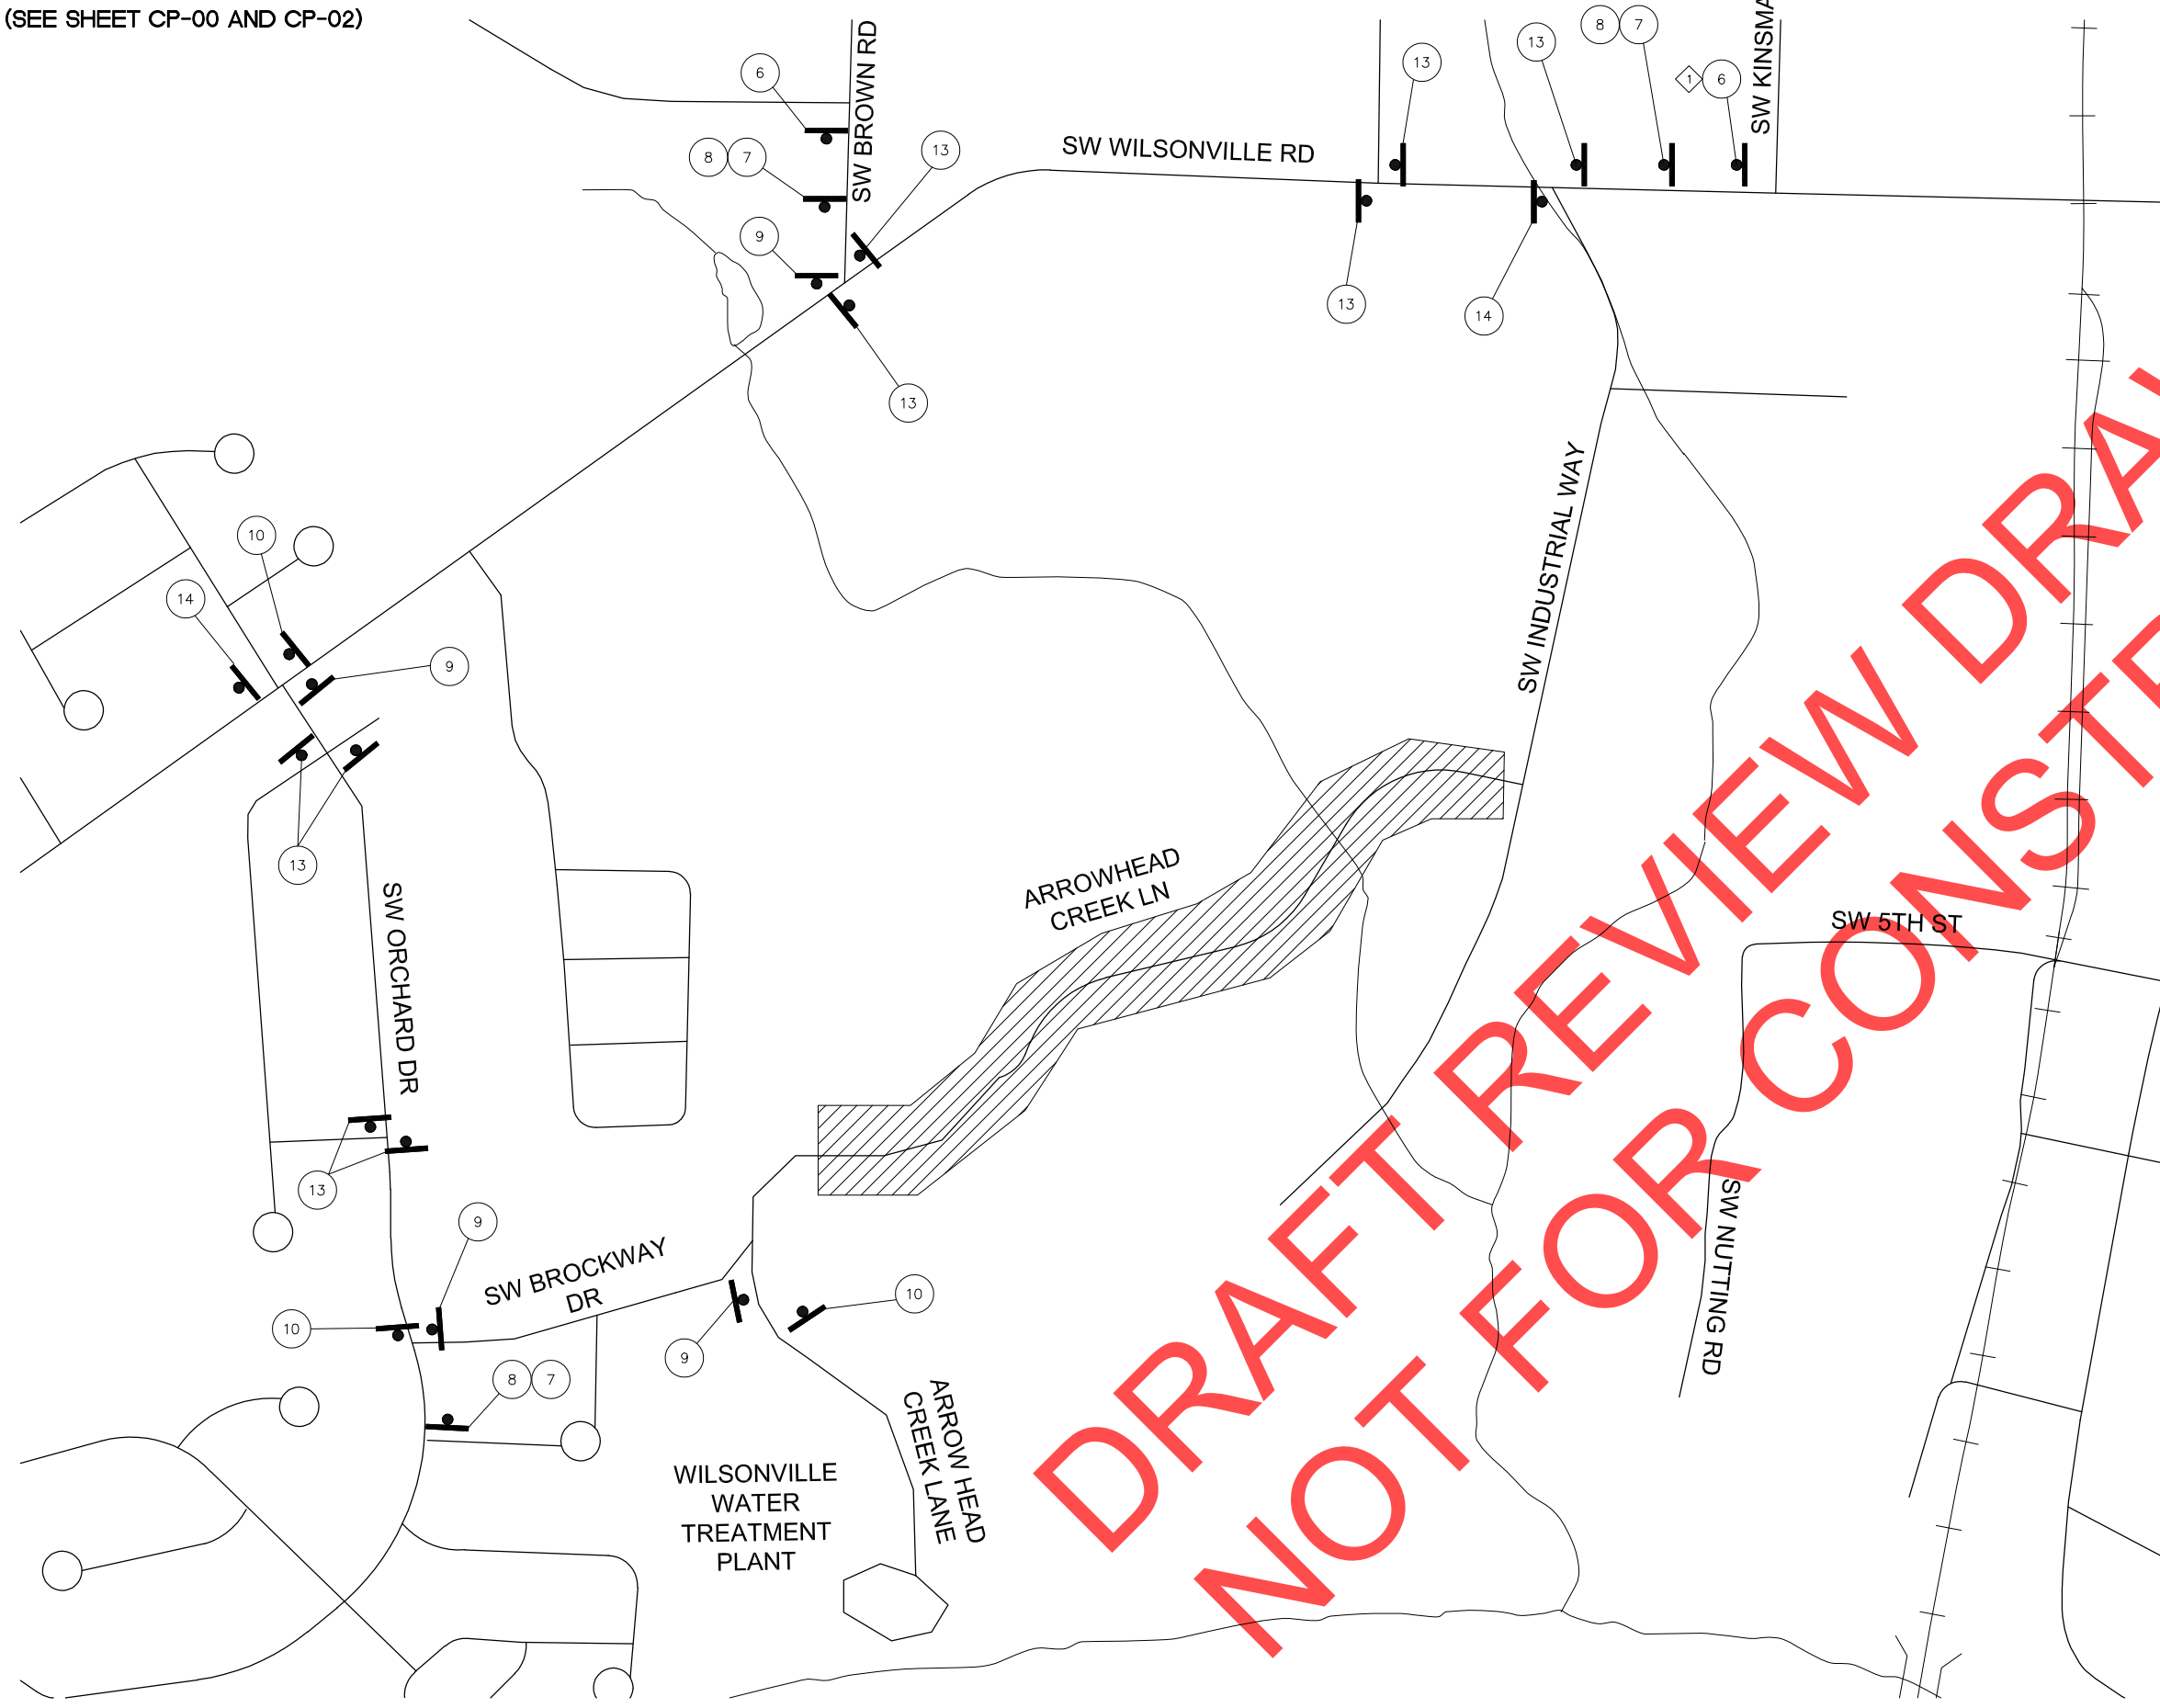 (SEE SHEET CP-00 AND CP-02)
8 7
13
13
1 6
6
SW BROWN RD
SW KINSMA
8 7
13
SW WILSONVILLE RD
9
13
14
13
SW INDUSTRIAL WAY
10
14
9
13
ARROWHEAD
CREEK LN
SW ORCHARD DR
SW 5TH ST
13
9
SW BROCKWAY
DR
10
10
9
8 7
SW NUTTING RD
ARROW HEAD
CREEK LANE
WILSONVILLE
WATER
TREATMENT
PLANT
DRAFT REVIEW DRA
NOT FOR CONST